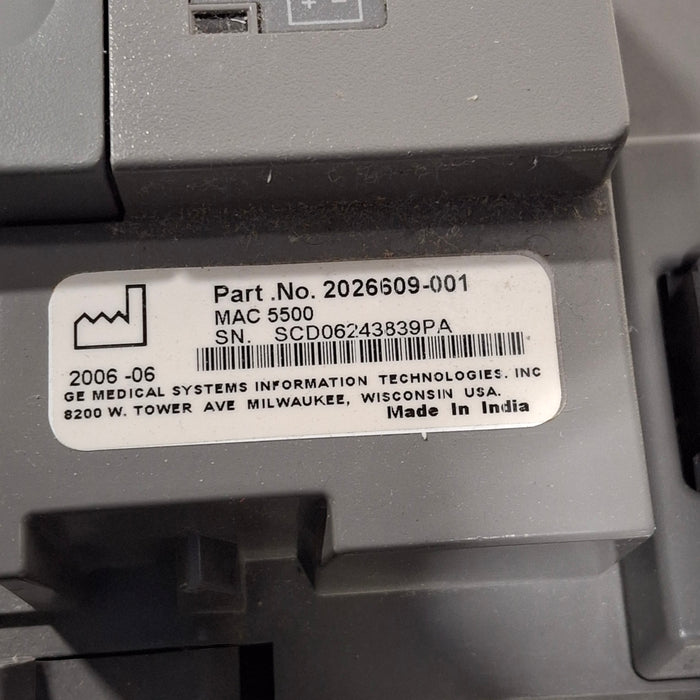 Part .No. 2026609-001
MAC 5500
SN. SCD06243839PA
2006 -06
GE MEDICAL SYSTEMS INFORMATION TECHNOLOGIES. INC
8200 W. TOWER AVE MILWAUKEE, WISCONSIN USA.
Made In India